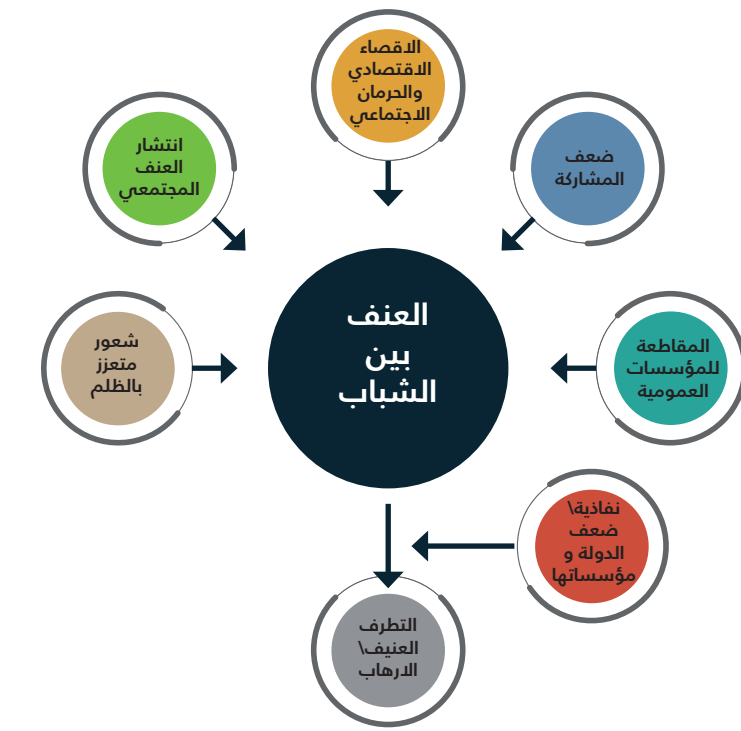 الاقصاء
الاقتصادي
والحرمان
الاجتماعي
ضعف
المشاركة
انتشار
العنف
المجتمعي
العنف
بين
الشباب
المقاطعة
للمؤسسات
العمومية
شعور
متعزز
بالظلم
نفاذية\
ضعف
الدولة و
مؤسساتها
التطرف
العنيف\
الارهاب